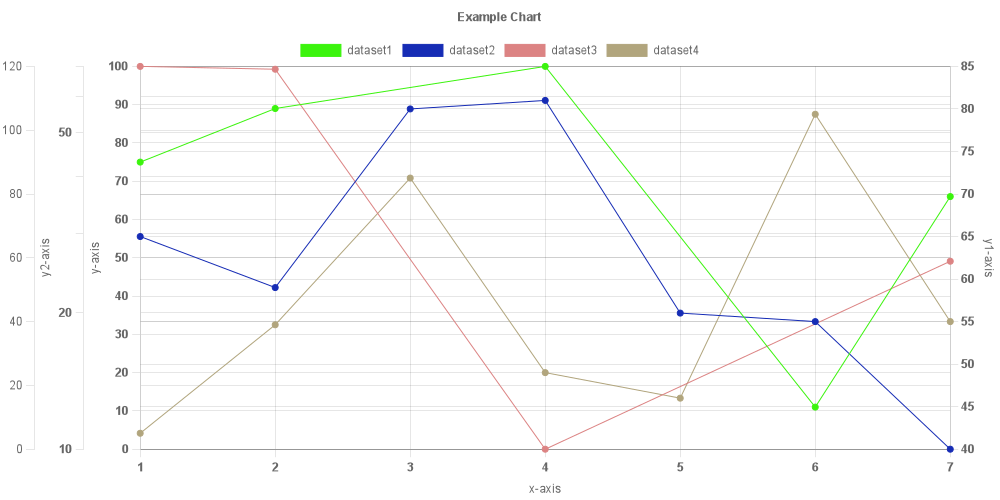 Example Chart
dataset1 dataset2 dataset3 dataset4
120 100 85
90 80
100 50 80 75
70
80 60 70
y2-axis y-axis 50 65 y1-axis
60 40 60
40 20 30 55
20 20 50
10 45
0 10 0 40
1 2 3 4 5 6 7
x-axis